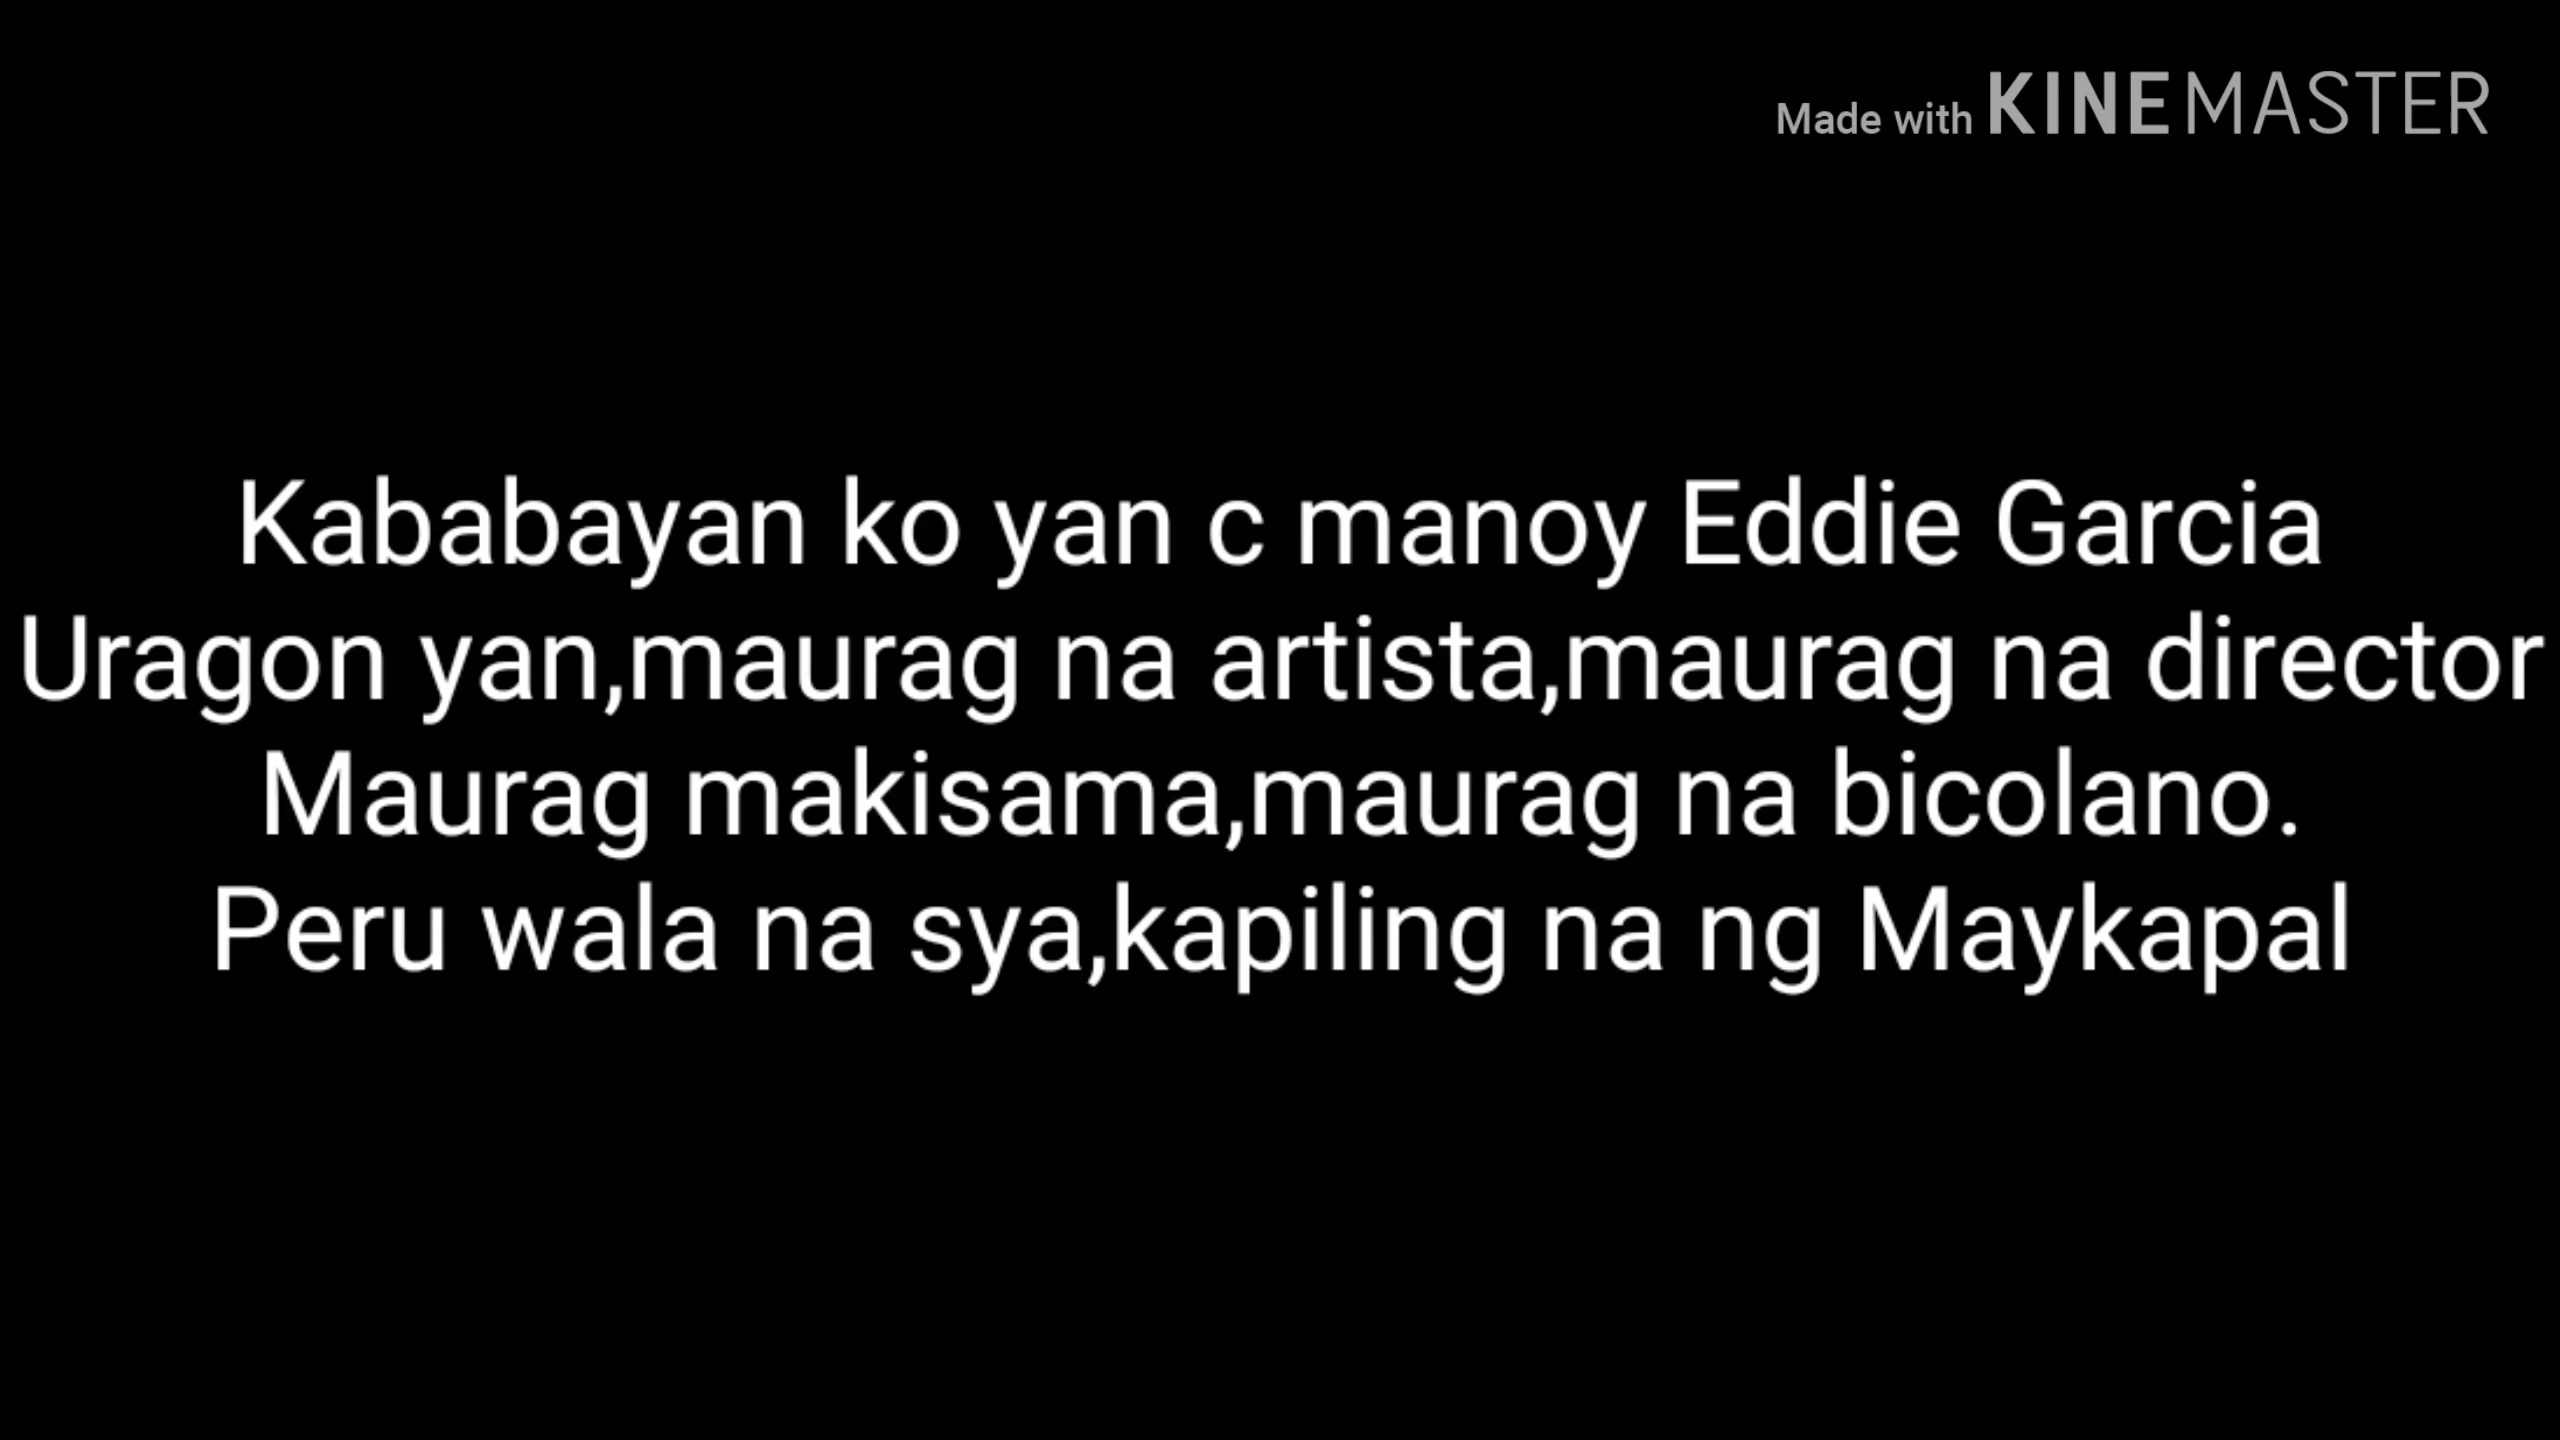 Made with KINEMASTER
Kababayan ko yan c manoy Eddie Garcia
Uragon yan,maurag na artista,maurag na director
Maurag makisama,maurag na bicolano.
Peru wala na sya,kapiling na ng Maykapal